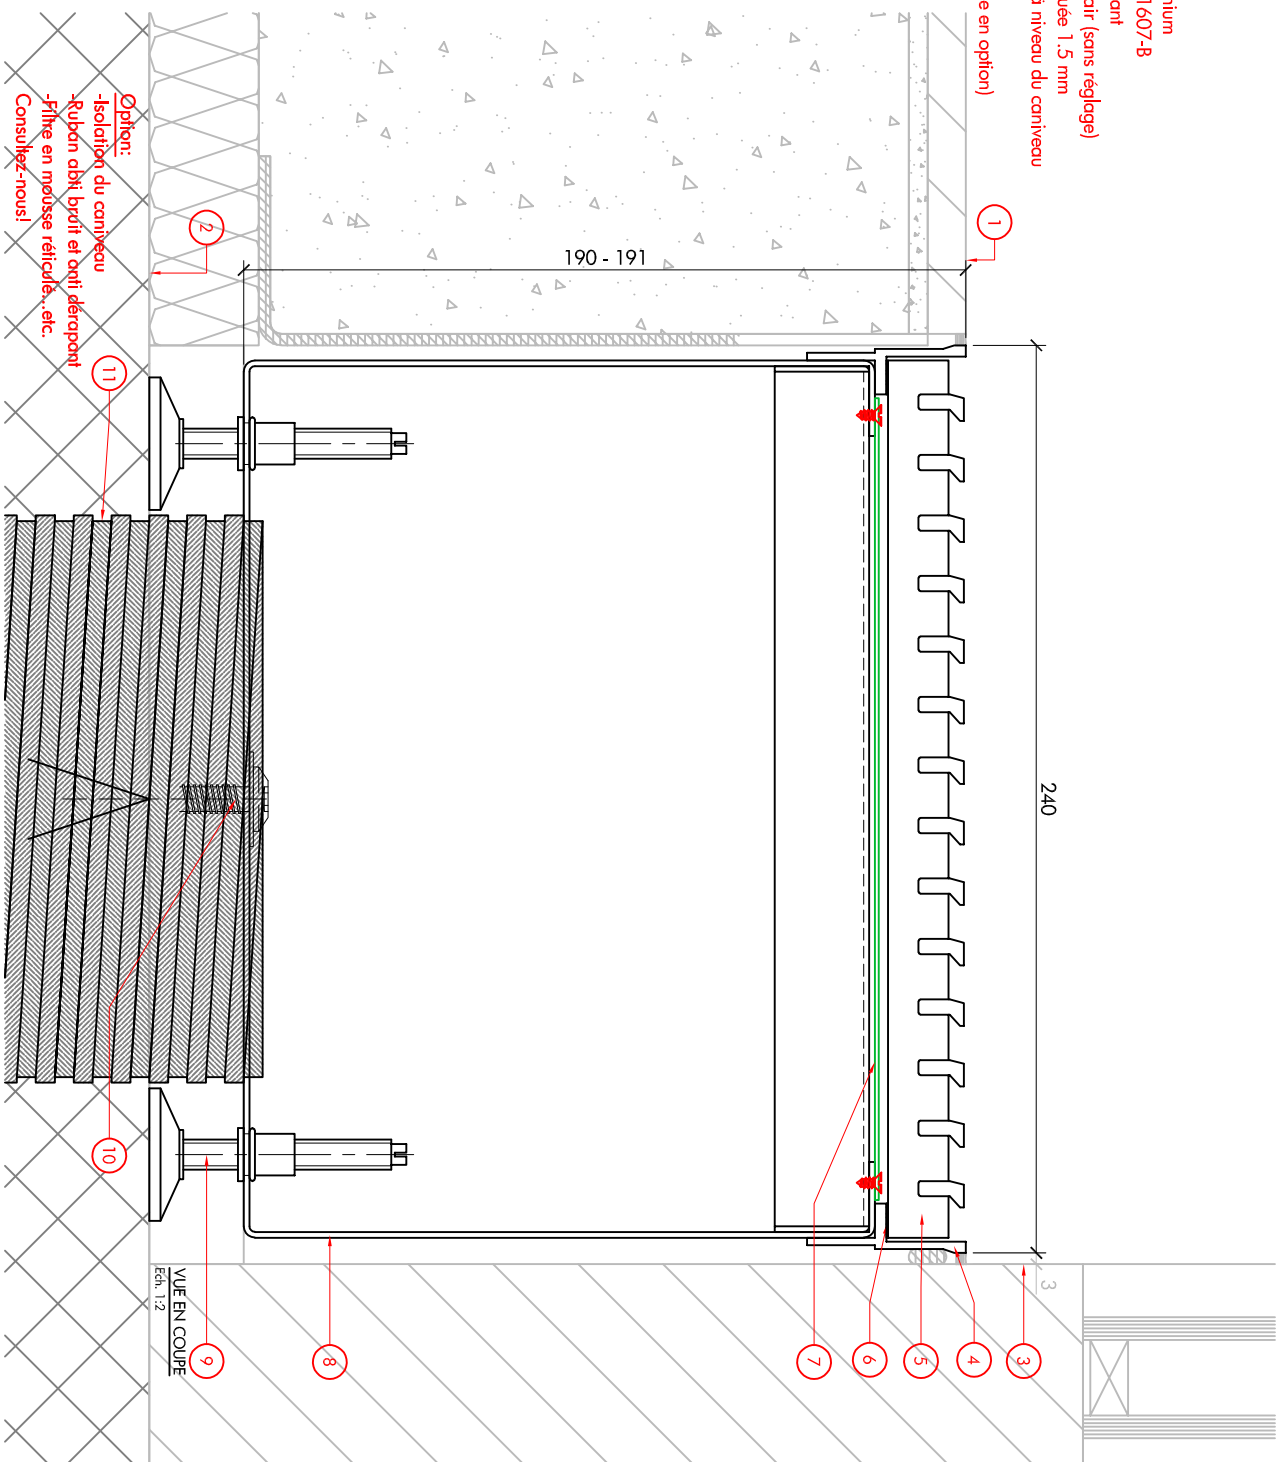 nium
1607-B
ant
air (sans réglage)
uée 1.5 mm
à niveau du caniveau
e en option)
1
2
190 - 191
240
3
3
4
5
6
7
8
9
10
11
Option:
-Isolation du caniveau
-Ruban abti bruit et anti dérapant
-Filtre en mousse réticulé...etc.
Consultez-nous!
VUE EN COUPE
Ech. 1:2